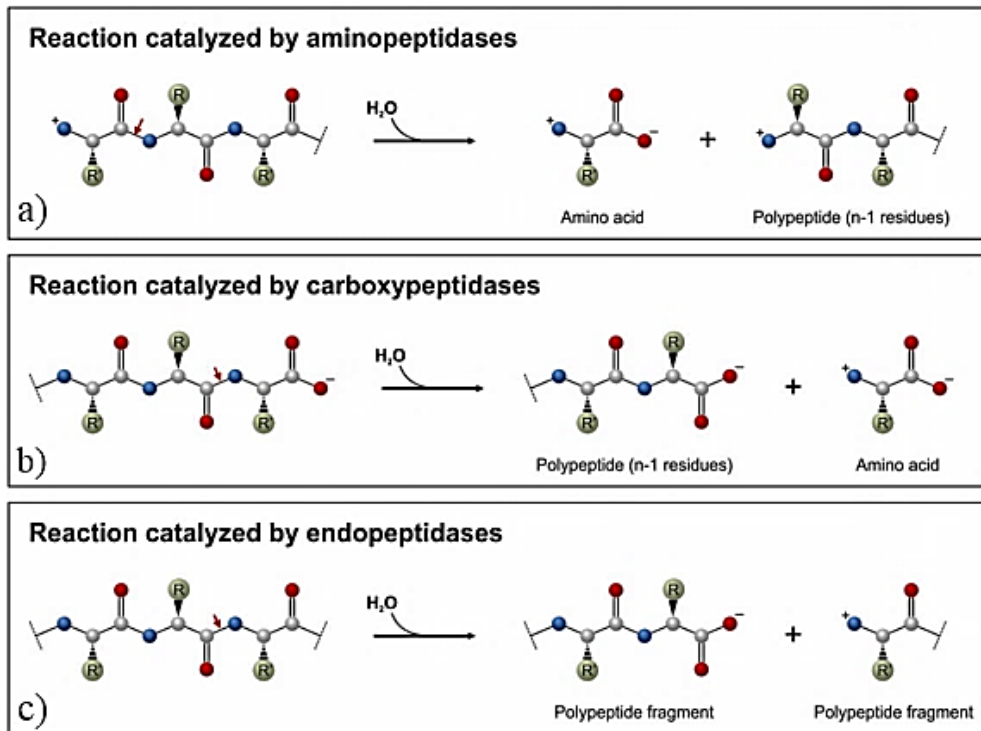 Reaction catalyzed by aminopeptidases
R
H₂O
+
R'
+
R'
−
+
R
+
R'
a)
Amino acid
Polypeptide (n-1 residues)
Reaction catalyzed by carboxypeptidases
R
H₂O
R'
R'
−
R
R'
−
+
+
R'
−
b)
Polypeptide (n-1 residues)
Amino acid
Reaction catalyzed by endopeptidases
R
H₂O
R'
R'
R
R'
−
+
+
R'
c)
Polypeptide fragment
Polypeptide fragment